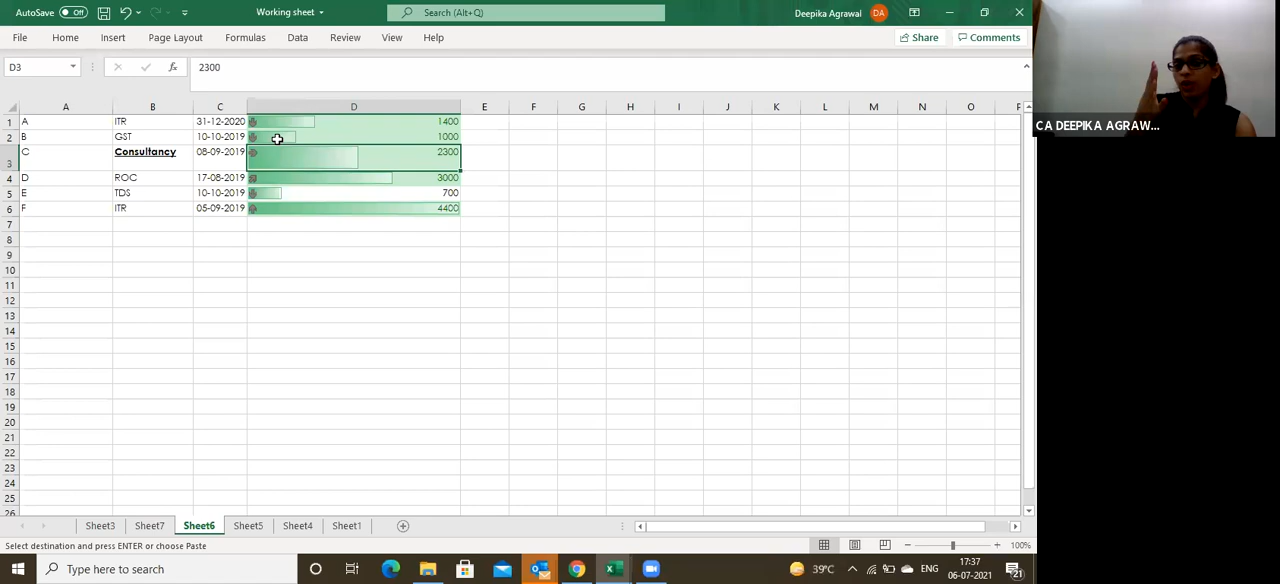 AutoSave Off Working sheet Search (Alt+Q) Deepika Agrawal DA
File Home Insert Page Layout Formulas Data Review View Help Share Comments
D3 fx 2300
A B C D E F G H I J K L M N O P
1 A ITR 31-12-2020 1400
2 B GST 10-10-2019 1000
3 C Consultancy 08-09-2019 2300
4 D ROC 17-08-2019 3000
5 E TDS 10-10-2019 700
6 F ITR 05-09-2019 4400
7
8
9
10
11
12
13
14
15
16
17
18
19
20
21
22
23
24
25
26
Sheet3 Sheet7 Sheet6 Sheet5 Sheet4 Sheet1
Select destination and press ENTER or choose Paste 100%
Type here to search 39°C ENG 17:37
06-07-2021 21
CA DEEPIKA AGRAW...